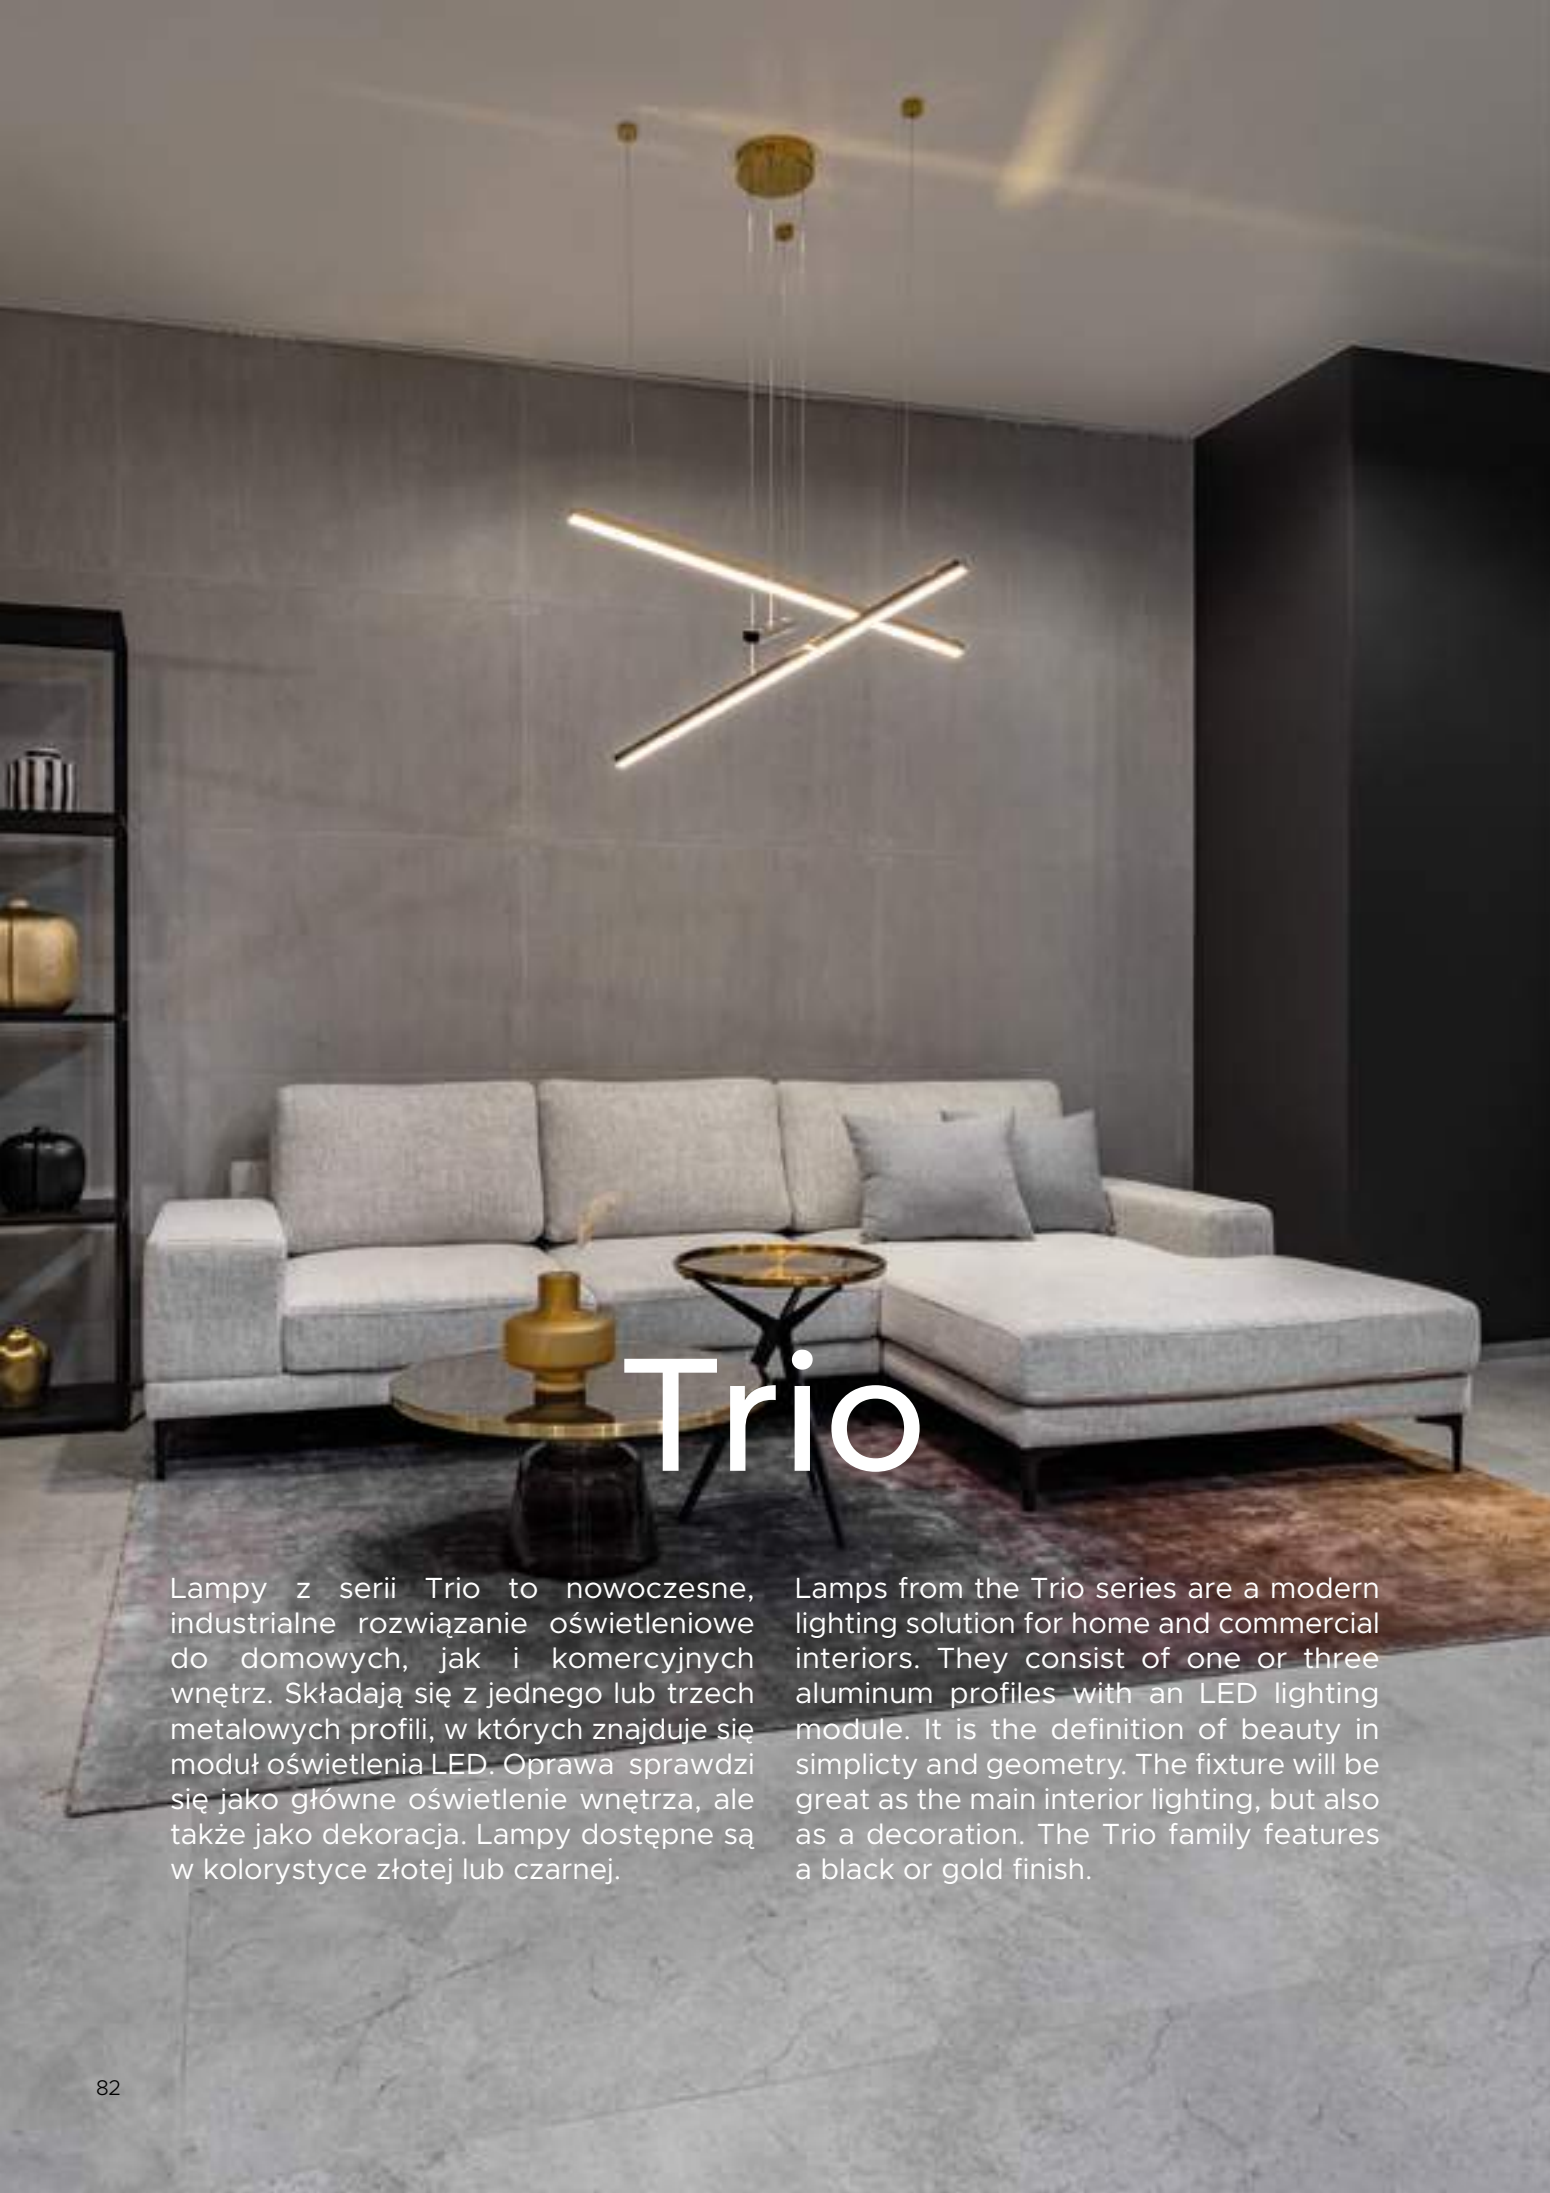 Trio
Lampy z serii Trio to nowoczesne,
industrialne rozwiązanie oświetleniowe
do domowych, jak i komercyjnych
wnętrz. Składają się z jednego lub trzech
metalowych profili, w których znajduje się
moduł oświetlenia LED. Oprawa sprawdzi
się jako główne oświetlenie wnętrza, ale
także jako dekoracja. Lampy dostępne są
w kolorystyce złotej lub czarnej.
Lamps from the Trio series are a modern
lighting solution for home and commercial
interiors. They consist of one or three
aluminum profiles with an LED lighting
module. It is the definition of beauty in
simplicty and geometry. The fixture will be
great as the main interior lighting, but also
as a decoration. The Trio family features
a black or gold finish.
82